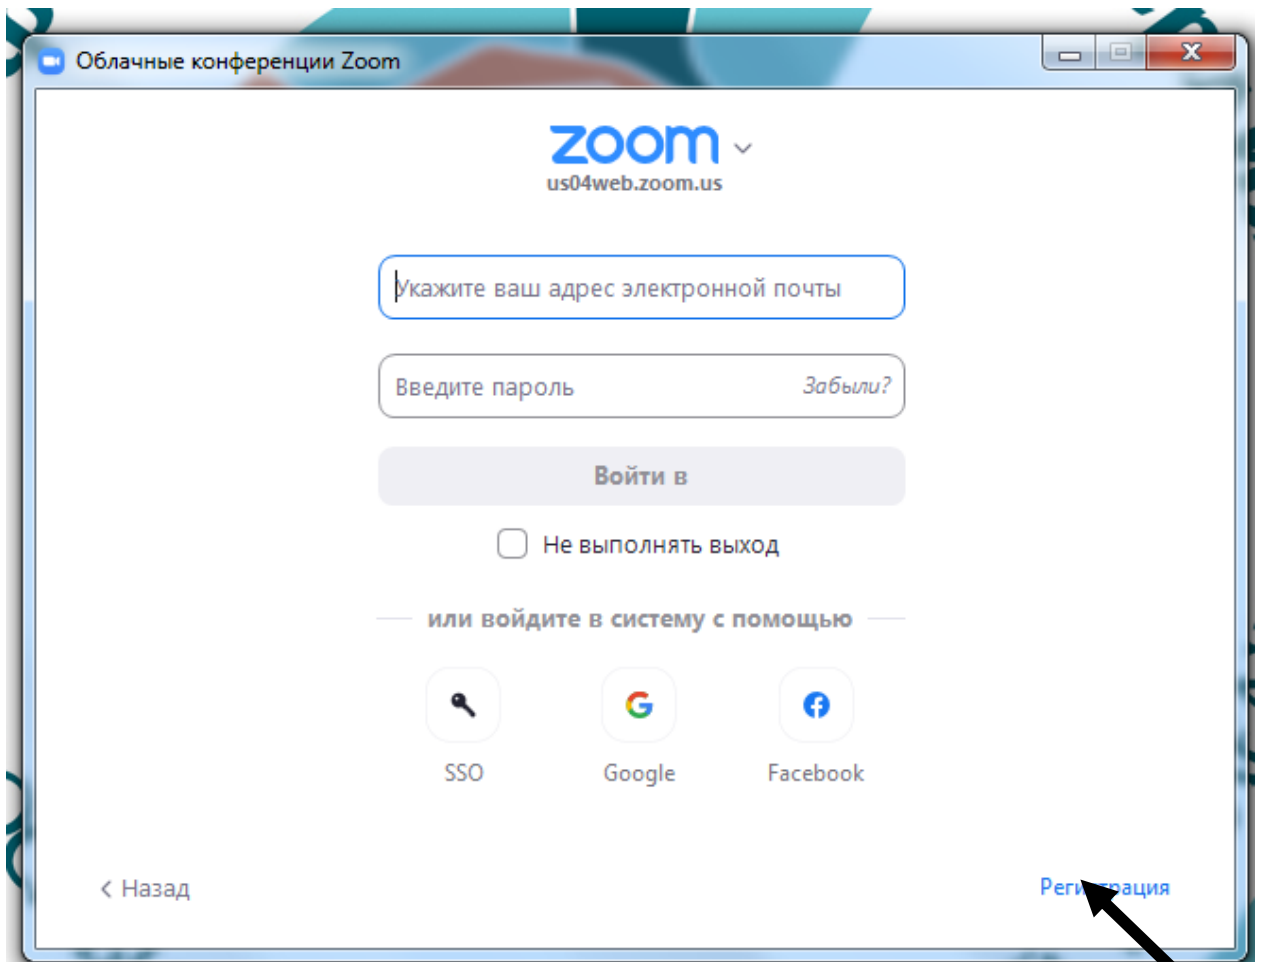 Облачные конференции Zoom
zoom
us04web.zoom.us
Укажите ваш адрес электронной почты
Введите пароль Забыли?
Войти в
Не выполнять выход
или войдите в систему с помощью
SSO Google Facebook
< Назад Регистрация